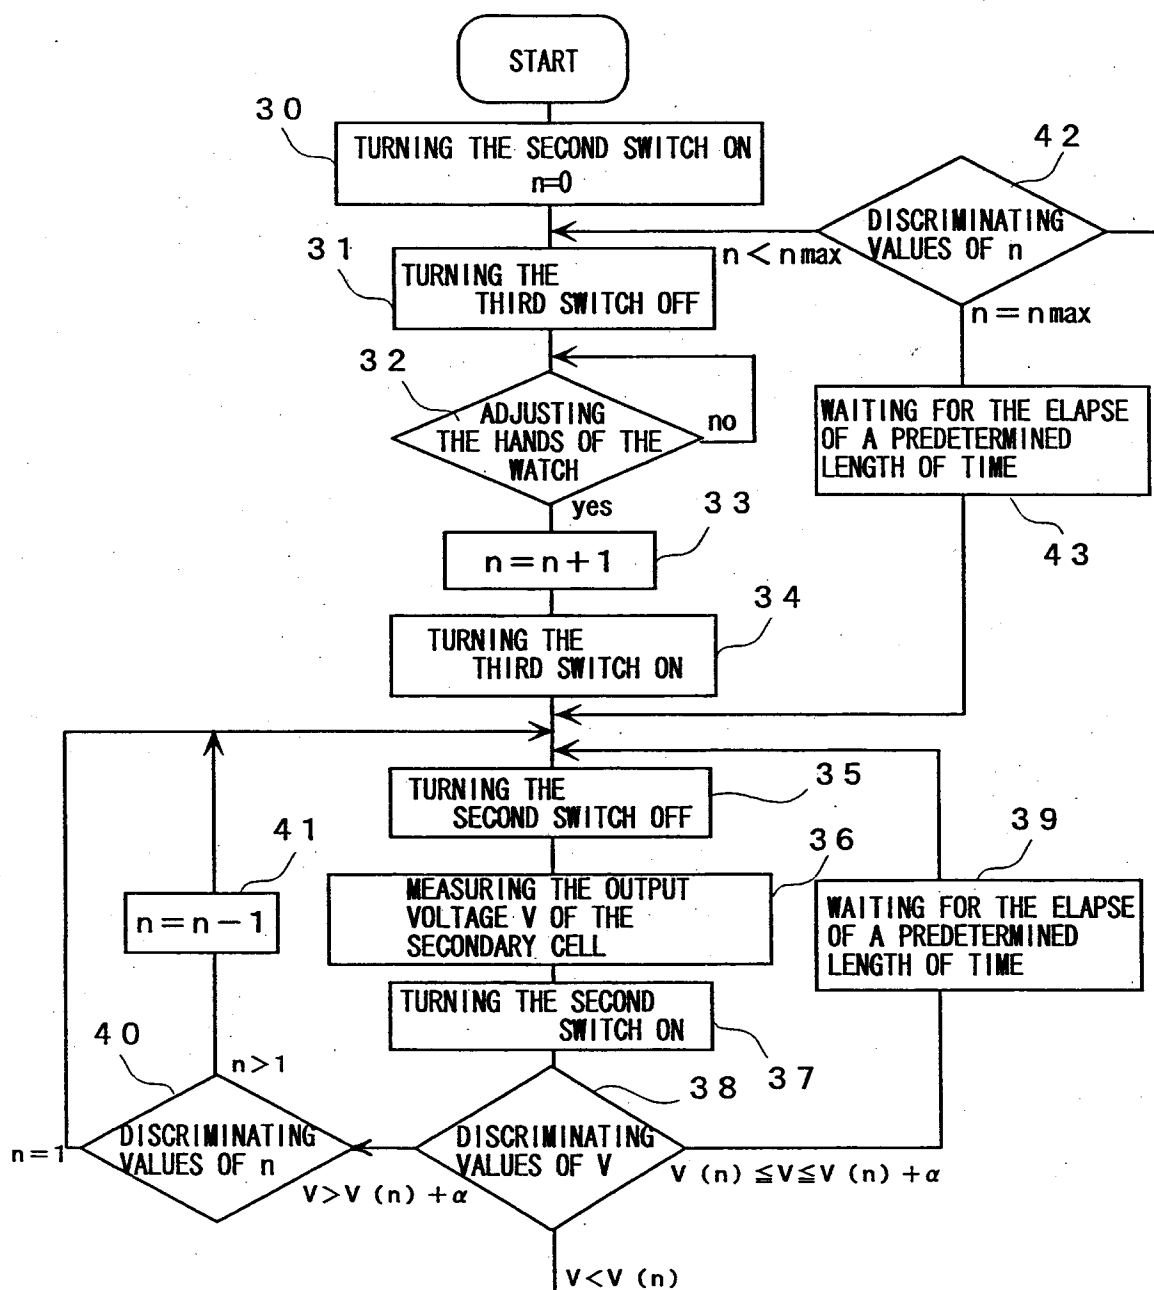 START
30
TURNING THE SECOND SWITCH ON
n=0
42
DISCRIMINATING
VALUES OF n
n<nmax
n=nmax
31
TURNING THE
THIRD SWITCH OFF
32
ADJUSTING
THE HANDS OF THE
WATCH
no
yes
WAITING FOR THE ELAPSE
OF A PREDETERMINED
LENGTH OF TIME
43
33
n=n+1
34
TURNING THE
THIRD SWITCH ON
35
TURNING THE
SECOND SWITCH OFF
36
MEASURING THE OUTPUT
VOLTAGE V OF THE
SECONDARY CELL
39
WAITING FOR THE ELAPSE
OF A PREDETERMINED
LENGTH OF TIME
41
n=n-1
37
TURNING THE SECOND
SWITCH ON
40
n>1
DISCRIMINATING
VALUES OF n
n=1
38
DISCRIMINATING
VALUES OF V
V>V(n)+α
V(n)≦V≦V(n)+α
V<V(n)